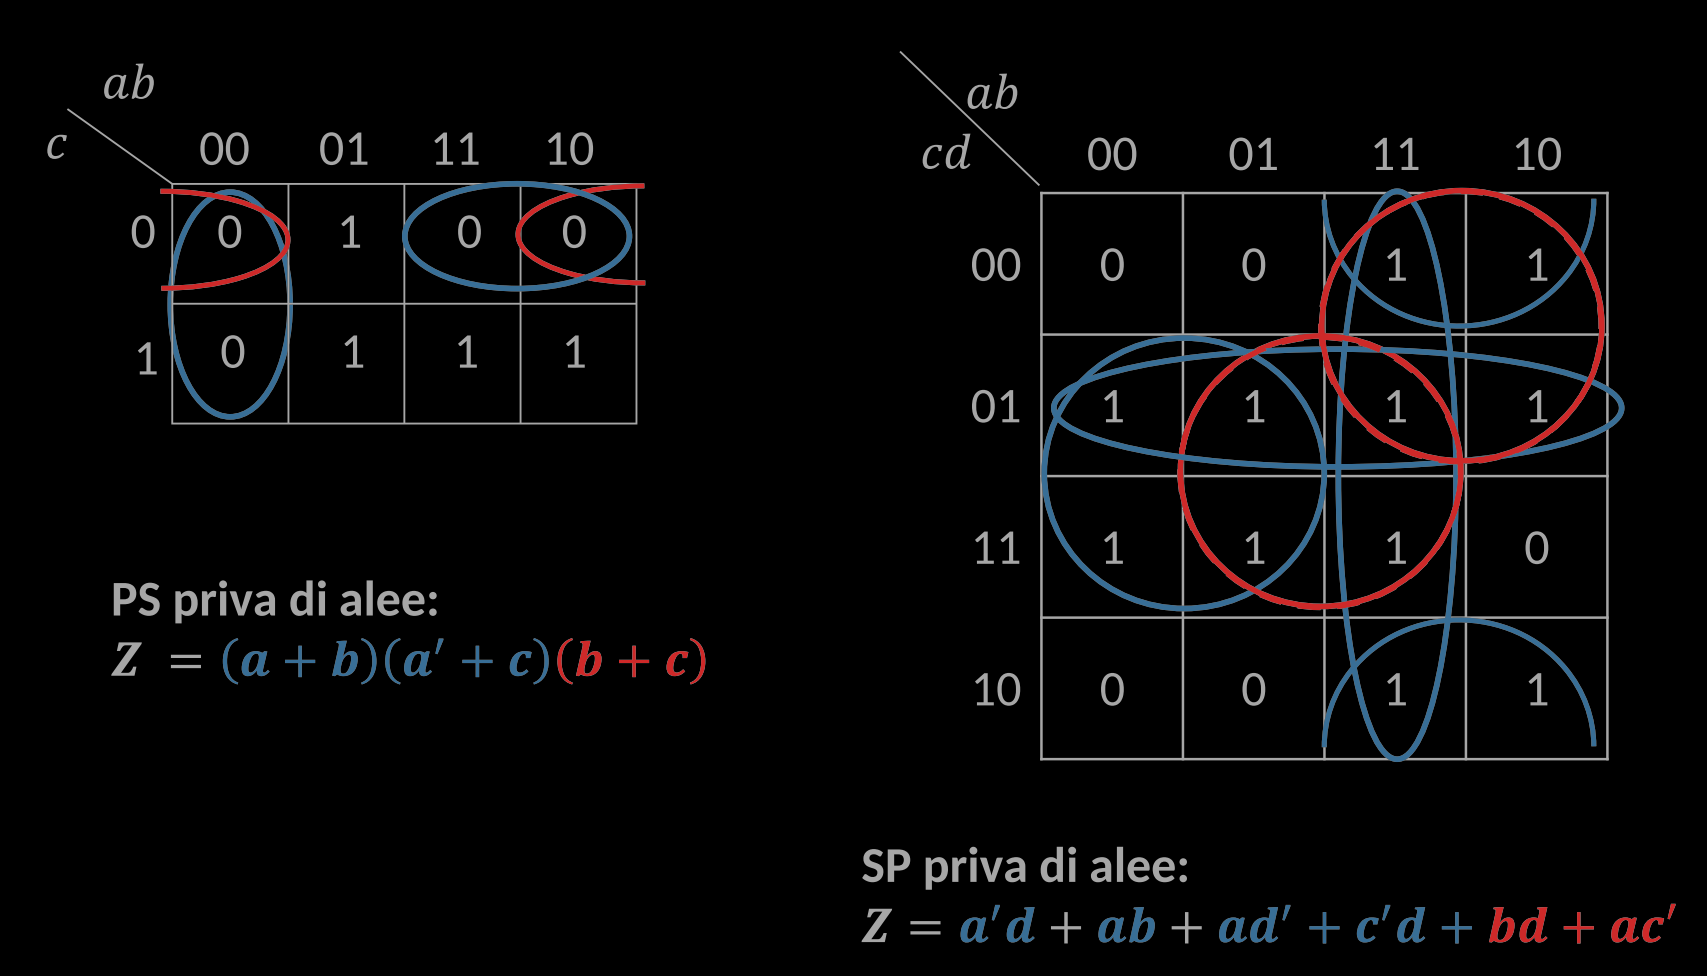 ab
c
00 01 11 10
0 0 1 0 0
1 0 1 1 1
PS priva di alee:
Z = (a + b)(a′ + c)(b + c)
ab
cd
00 01 11 10
00 0 0 1 1
01 1 1 1 1
11 1 1 1 0
10 0 0 1 1
SP priva di alee:
Z = a′d + ab + ad′ + c′d + bd + ac′